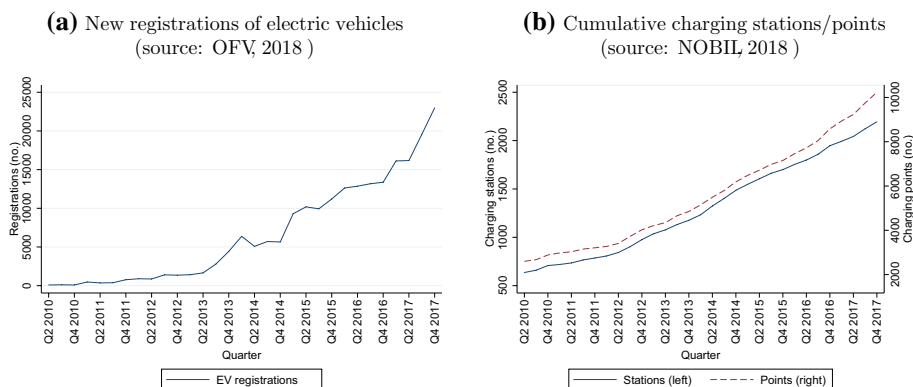 (a) New registrations of electric vehicles
(source: OFV, 2018 )
Registrations (no.)
25000
20000
15000
10000
5000
0
Q2 2010
Q4 2010
Q2 2011
Q4 2011
Q2 2012
Q4 2012
Q2 2013
Q4 2013
Q2 2014
Q4 2014
Q2 2015
Q4 2015
Q2 2016
Q4 2016
Q2 2017
Q4 2017
Quarter
EV registrations
(b) Cumulative charging stations/points
(source: NOBIL, 2018 )
Charging stations (no.)
2500
2000
1500
1000
500
Charging points (no.)
10000
8000
6000
4000
2000
Q2 2010
Q4 2010
Q2 2011
Q4 2011
Q2 2012
Q4 2012
Q2 2013
Q4 2013
Q2 2014
Q4 2014
Q2 2015
Q4 2015
Q2 2016
Q4 2016
Q2 2017
Q4 2017
Quarter
Stations (left)
Points (right)